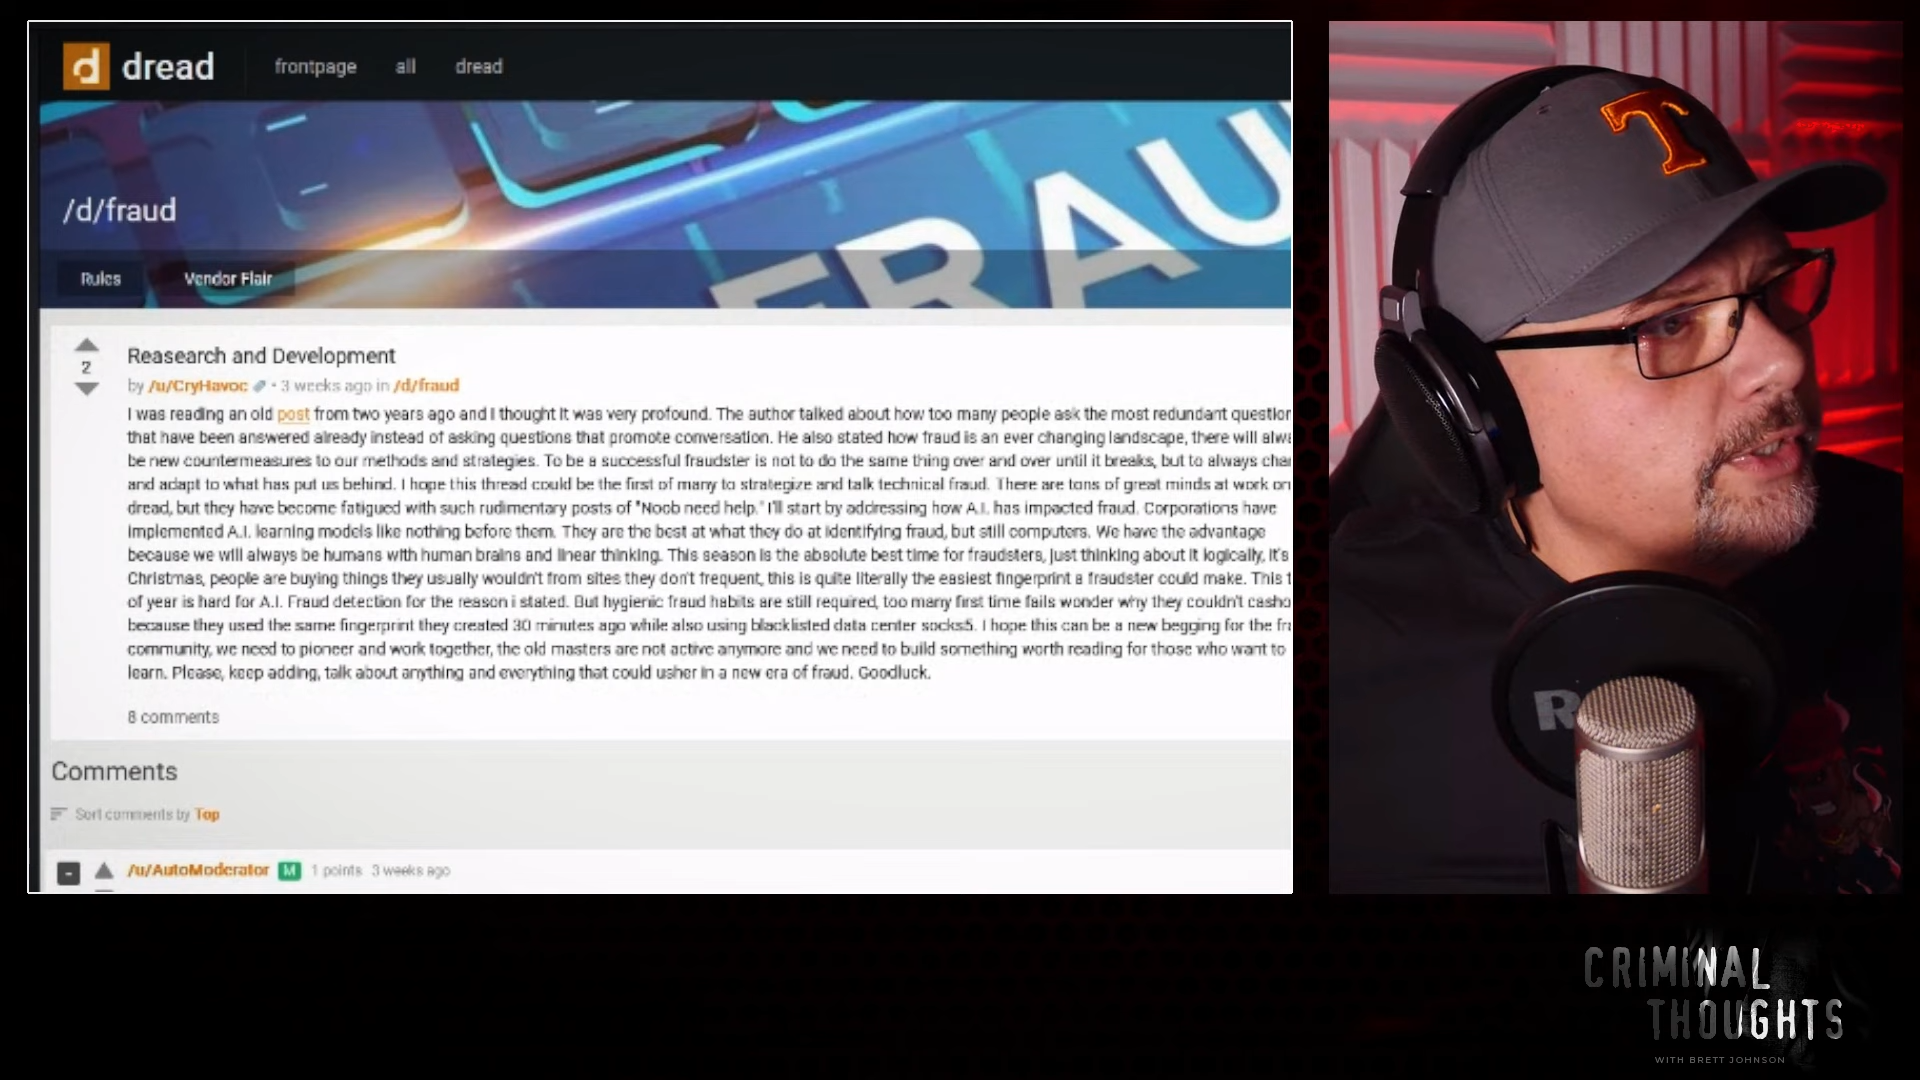 d dread frontpage all dread
/d/fraud
FRAU
Rules Vendor Flair
2
Reasearch and Development
by /u/CryHavoc • 3 weeks ago in /d/fraud
I was reading an old post from two years ago and I thought it was very profound. The author talked about how too many people ask the most redundant question
that have been answered already instead of asking questions that promote conversation. He also stated how fraud is an ever changing landscape, there will alwa
be new countermeasures to our methods and strategies. To be a successful fraudster is not to do the same thing over and over until it breaks, but to always cha
and adapt to what has put us behind. I hope this thread could be the first of many to strategize and talk technical fraud. There are tons of great minds at work on
dread, but they have become fatigued with such rudimentary posts of "Noob need help." I'll start by addressing how A.I. has impacted fraud. Corporations have
implemented A.I. learning models like nothing before them. They are the best at what they do at identifying fraud, but still computers. We have the advantage
because we will always be humans with human brains and linear thinking. This season is the absolute best time for fraudsters, just thinking about it logically, it's
Christmas, people are buying things they usually wouldn't from sites they don't frequent, this is quite literally the easiest fingerprint a fraudster could make. This t
of year is hard for A.I. Fraud detection for the reason i stated. But hygienic fraud habits are still required, too many first time fails wonder why they couldn't casho
because they used the same fingerprint they created 30 minutes ago while also using blacklisted data center socks5. I hope this can be a new begging for the fr
community, we need to pioneer and work together, the old masters are not active anymore and we need to build something worth reading for those who want to
learn. Please, keep adding, talk about anything and everything that could usher in a new era of fraud. Goodluck.
8 comments
Comments
Sort comments by Top
- /u/AutoModerator M 1 points 3 weeks ago
T
R
CRIMINAL
THOUGHTS
WITH BRETT JOHNSON